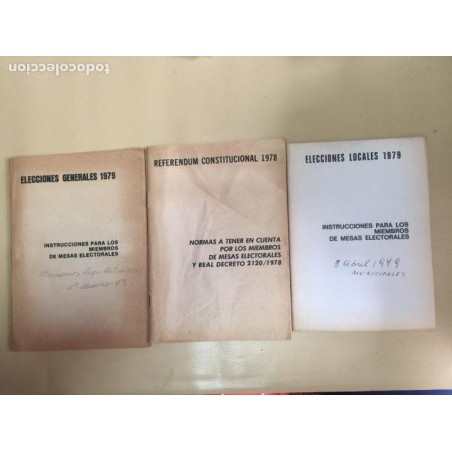 todocoleccion
ELECCIONES GENERALES 1979
INSTRUCCIONES PARA LOS
MIEMBROS
DE MESAS ELECTORALES
REFERENDUM CONSTITUCIONAL 1978
NORMAS A TENER EN CUENTA
POR LOS MIEMBROS
DE MESAS ELECTORALES
Y REAL DECRETO 2120/1978
ELECCIONES LOCALES 1979
INSTRUCCIONES PARA LOS
MIEMBROS
DE MESAS ELECTORALES
3 abril 1979
MUNICIPALES